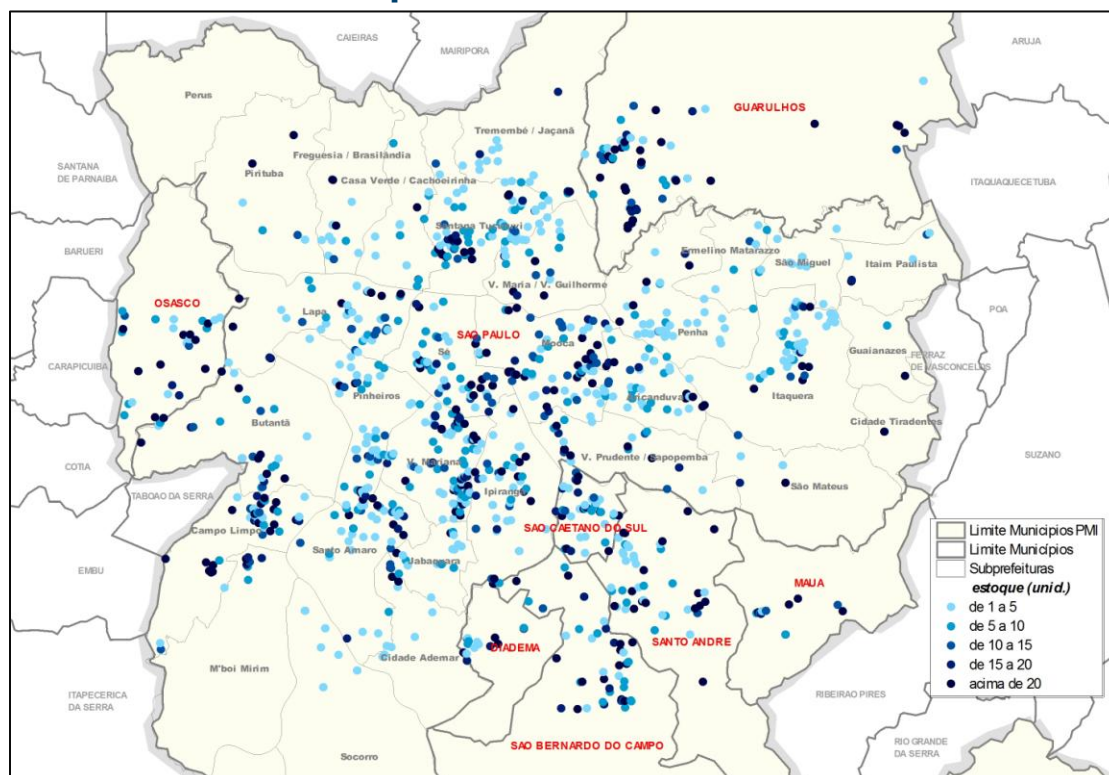 CAIEIRAS
MAIRIPORA
ARUJA
Perus
GUARULHOS
Tremembé / Jaçanã
Freguesia / Brasilândia
SANTANA
DE PARNAIBA
Pirituba
Casa Verde / Cachoeirinha
ITAQUAQUECETUBA
Santana Tucuruvi
BARUERI
Ermelino Matarazzo
São Miguel
Itaim Paulista
V. Maria / V. Guilherme
OSASCO
Lapa
POA
SAO PAULO
Penha
Mooca
Sé
Guaianazes
FERRAZ
DE VASCONCELOS
CARAPICUIBA
Pinheiros
Aricanduva
Itaquera
Butantã
Cidade Tiradentes
V. Mariana
V. Prudente / Sapopemba
SUZANO
COTIA
TABOAO DA SERRA
Ipiranga
São Mateus
Campo Limpo
SAO CAETANO DO SUL
Santo Amaro
Jabaquara
EMBU
MAUA
DIADEMA
SANTO ANDRE
Cidade Ademar
M'boi Mirim
ITAPECERICA
DA SERRA
RIBEIRAO PIRES
SAO BERNARDO DO CAMPO
RIO GRANDE
DA SERRA
Socorro
Limite Municipios PMI
Limite Municípios
Subprefeituras
estoque (unid.)
de 1 a 5
de 5 a 10
de 10 a 15
de 15 a 20
acima de 20